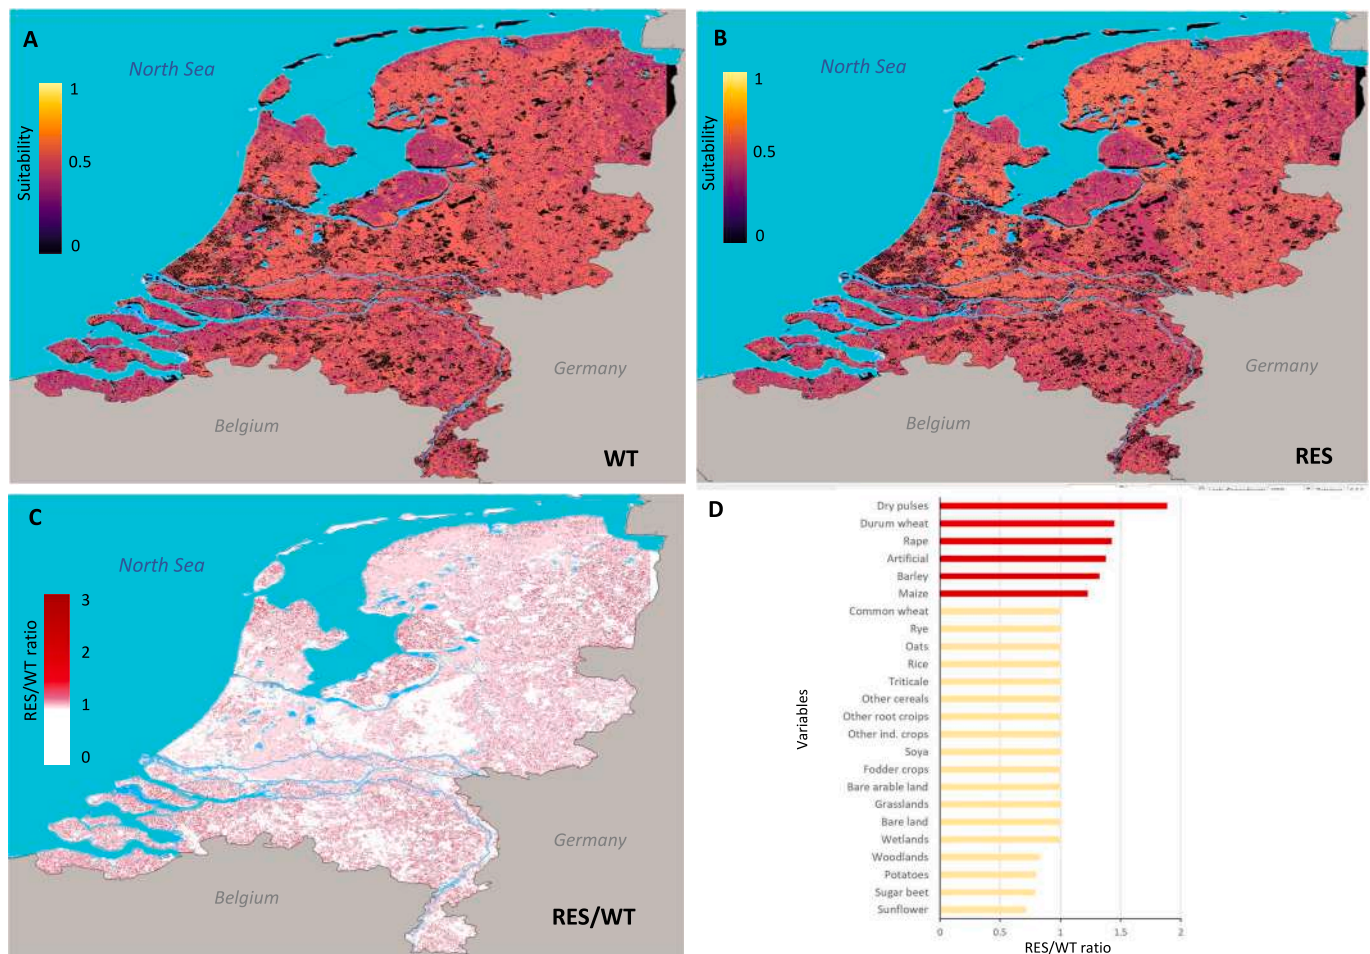 A
North Sea
1
0.5
0
Suitability
Germany
Belgium
WT
B
North Sea
1
0.5
0
Suitability
Germany
Belgium
RES
C
North Sea
3
2
1
0
RES/WT ratio
Germany
Belgium
RES/WT
D
Dry pulses
Durum wheat
Rape
Artificial
Barley
Maize
Common wheat
Rye
Oats
Rice
Triticale
Other cereals
Other root croips
Other ind. crops
Soya
Fodder crops
Bare arable land
Grasslands
Bare land
Wetlands
Woodlands
Potatoes
Sugar beet
Sunflower
Variables
0 0.5 1 1.5 2
RES/WT ratio